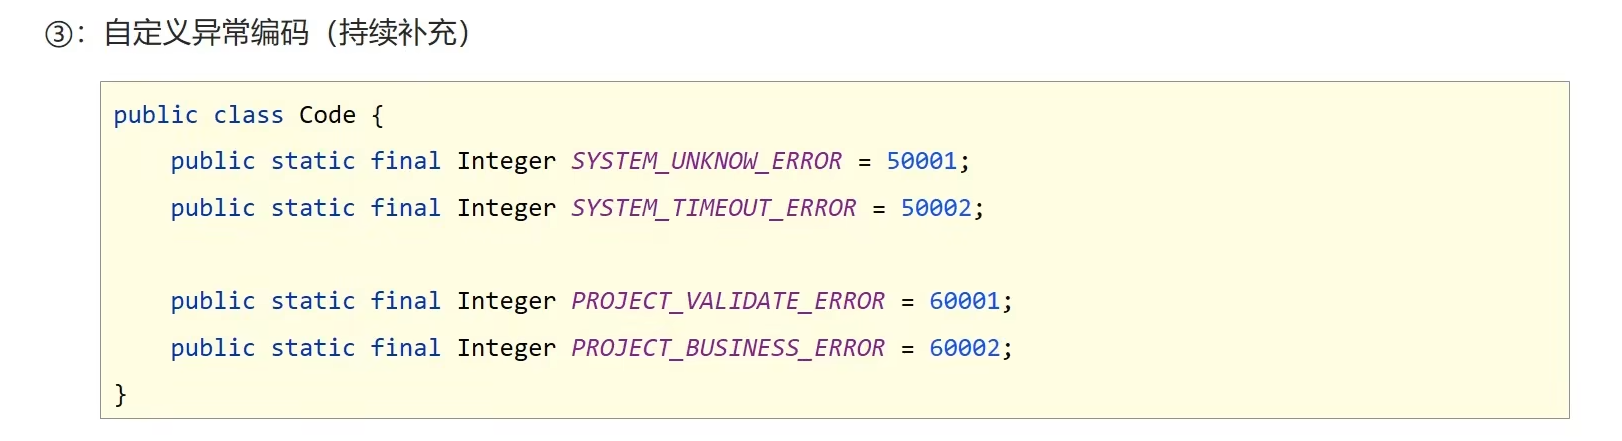 ③：自定义异常编码（持续补充）
public class Code {
    public static final Integer SYSTEM_UNKNOW_ERROR = 50001;
    public static final Integer SYSTEM_TIMEOUT_ERROR = 50002;
    public static final Integer PROJECT_VALIDATE_ERROR = 60001;
    public static final Integer PROJECT_BUSINESS_ERROR = 60002;
}